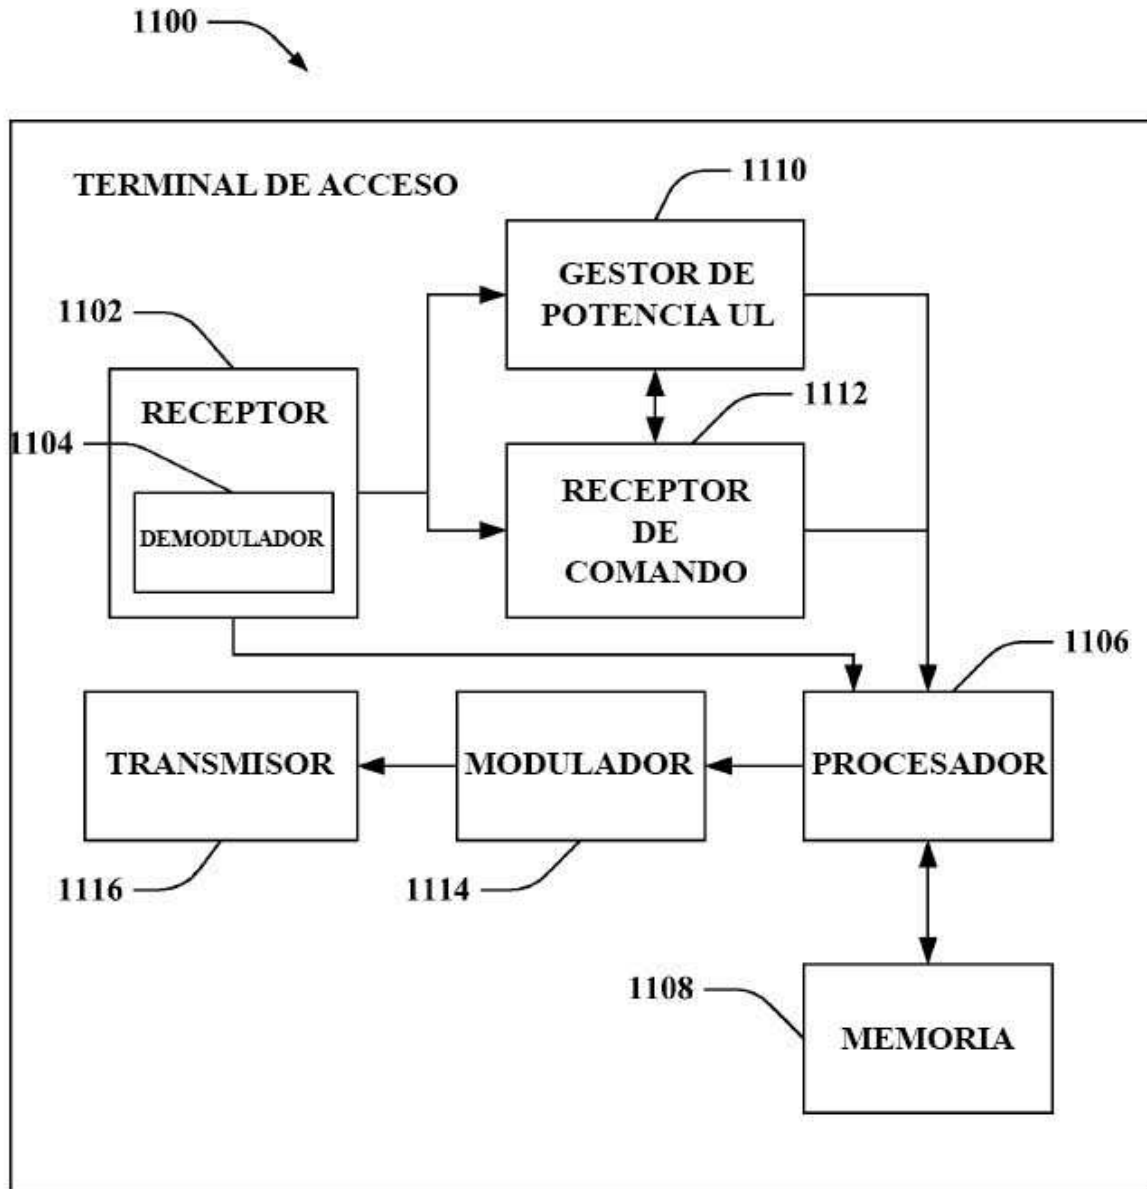 1100
TERMINAL DE ACCESO
1110
GESTOR DE
POTENCIA UL
1102
RECEPTOR
1104
DEMODULADOR
1112
RECEPTOR
DE
COMANDO
1106
TRANSMISOR
MODULADOR
PROCESADOR
1116
1114
1108
MEMORIA